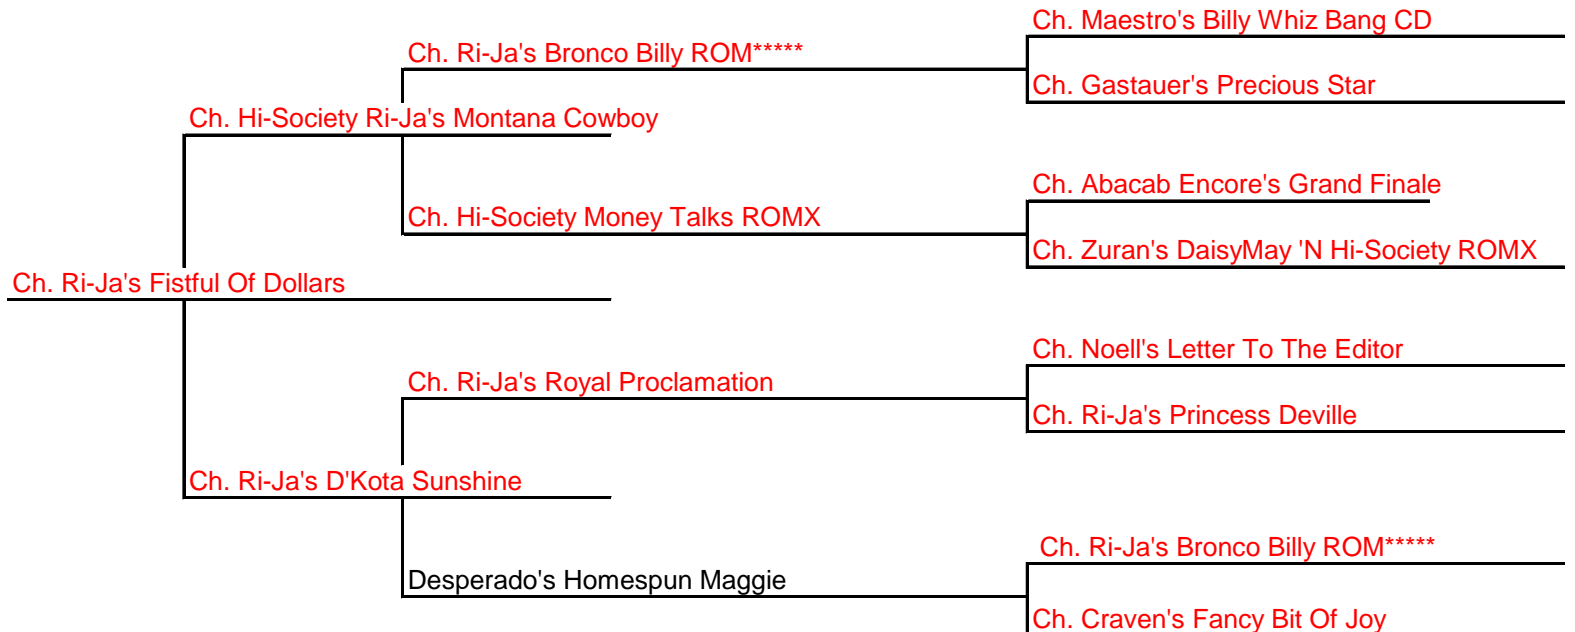 Ch. Maestro's Billy Whiz Bang CD
Ch. Ri-Ja's Bronco Billy ROM*****
Ch. Gastauer's Precious Star
Ch. Hi-Society Ri-Ja's Montana Cowboy
Ch. Abacab Encore's Grand Finale
Ch. Hi-Society Money Talks ROMX
Ch. Zuran's DaisyMay 'N Hi-Society ROMX
Ch. Ri-Ja's Fistful Of Dollars
Ch. Noell's Letter To The Editor
Ch. Ri-Ja's Royal Proclamation
Ch. Ri-Ja's Princess Deville
Ch. Ri-Ja's D'Kota Sunshine
Ch. Ri-Ja's Bronco Billy ROM*****
Desperado's Homespun Maggie
Ch. Craven's Fancy Bit Of Joy